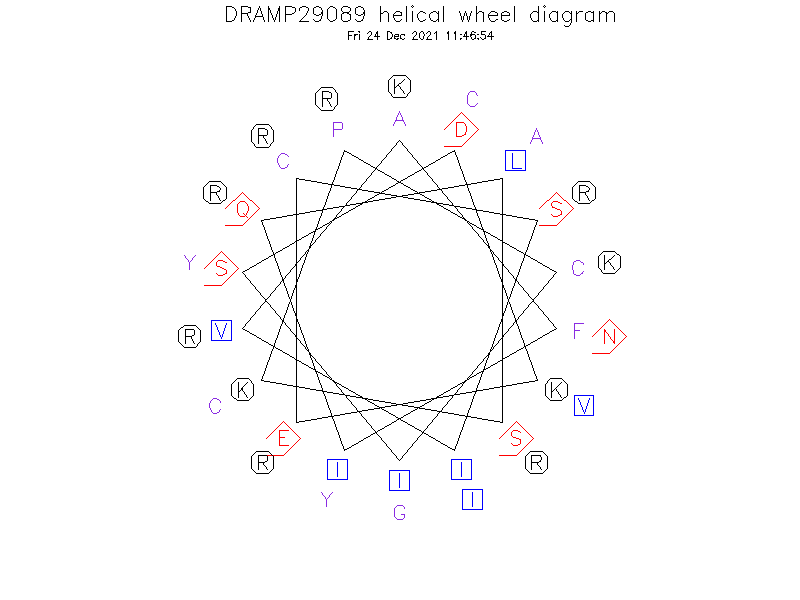 DRAMP29089 helical wheel diagram
Fri 24 Dec 2021 11:46:54
K
R C
A
P D
R A
C L
R R
Q S
Y S C K
R V F N
K K
C V
E S
R I I R
I
Y I
G